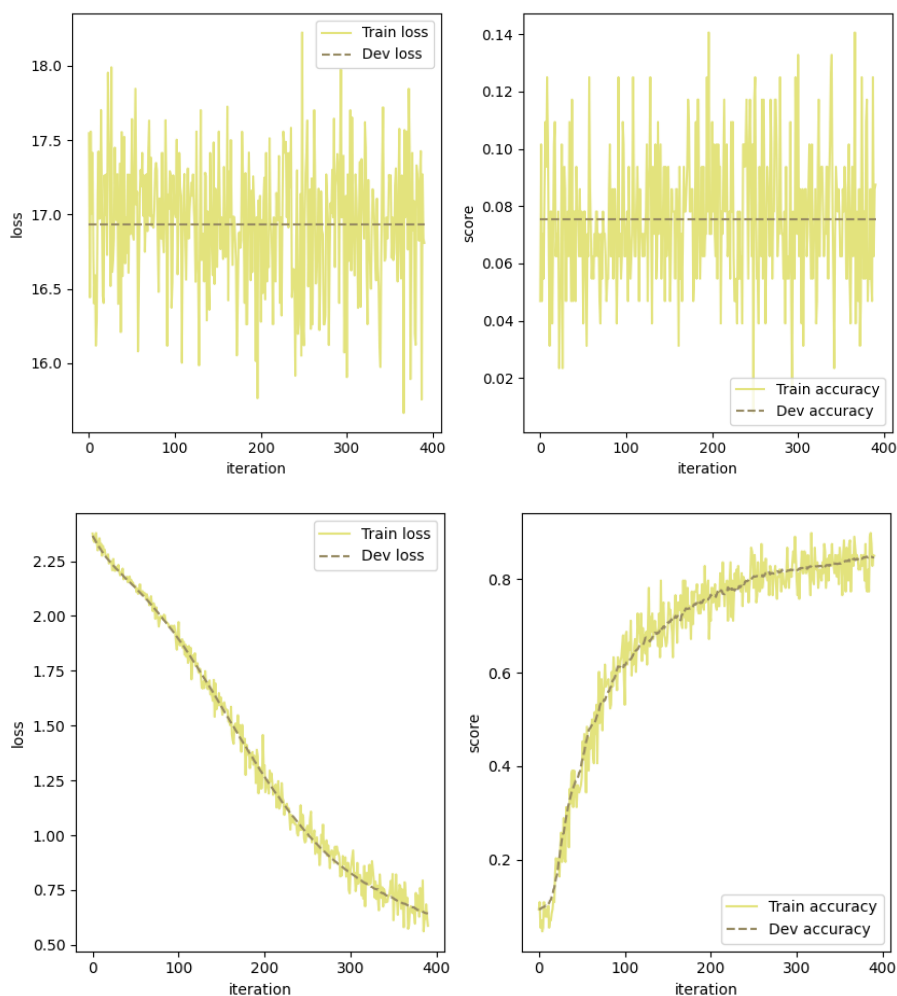 Train loss
Dev loss
18.0
17.5
17.0
16.5
16.0
loss
0
100
200
300
400
iteration
0.14
0.12
0.10
0.08
0.06
0.04
0.02
score
Train accuracy
Dev accuracy
0
100
200
300
400
iteration
Train loss
Dev loss
2.25
2.00
1.75
1.50
1.25
1.00
0.75
0.50
loss
0
100
200
300
400
iteration
0.8
0.6
0.4
0.2
score
Train accuracy
Dev accuracy
0
100
200
300
400
iteration